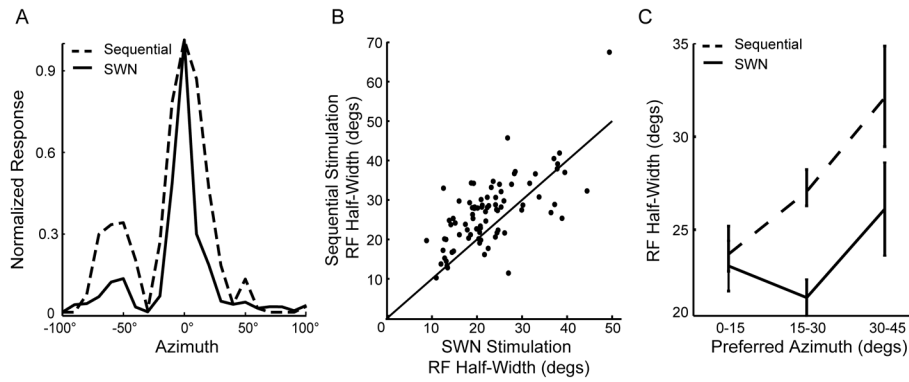 A
Sequential
SWN
0.9
0.6
0.3
0
Normalized Response
-100°
-50°
0°
50°
100°
Azimuth
B
70
60
50
40
30
20
10
0
Sequential Stimulation
RF Half-Width (degs)
10
20
30
40
50
SWN Stimulation
RF Half-Width (degs)
C
Sequential
SWN
35
30
25
20
RF Half-Width (degs)
0-15
15-30
30-45
Preferred Azimuth (degs)